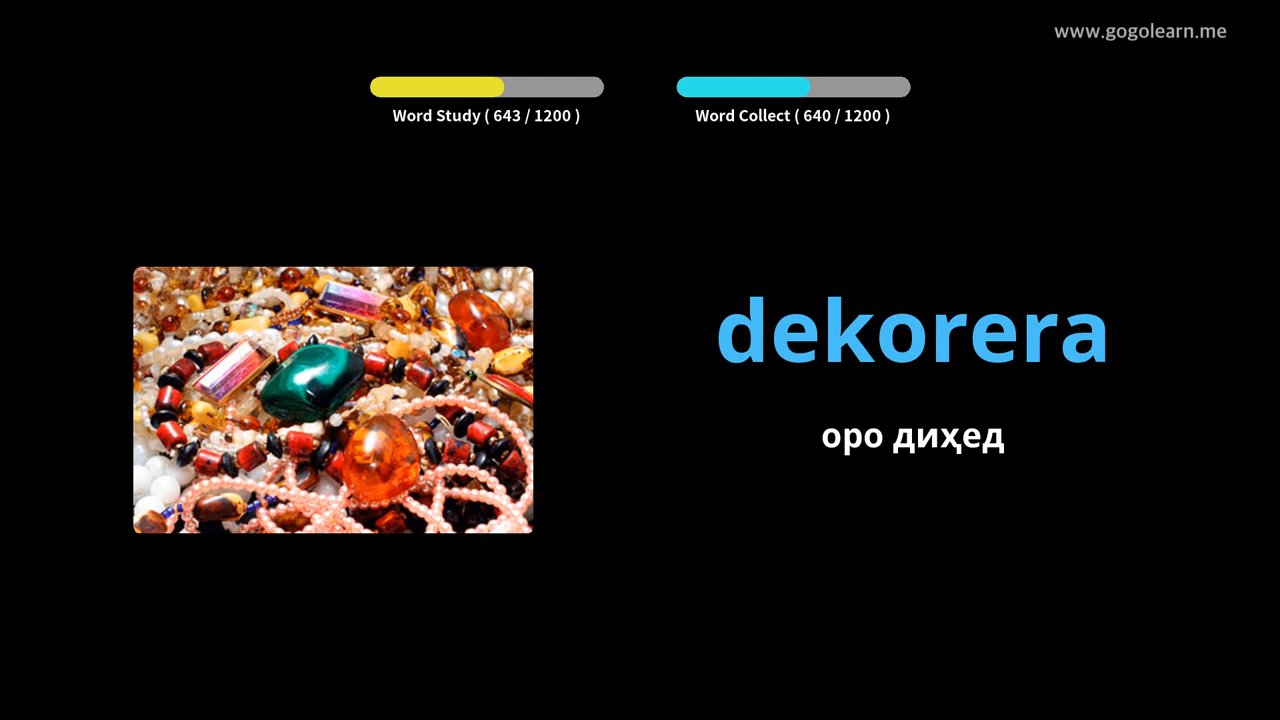 www.gogolearn.me
Word Study ( 643 / 1200 )
Word Collect ( 640 / 1200 )
dekorera
оро диҳед